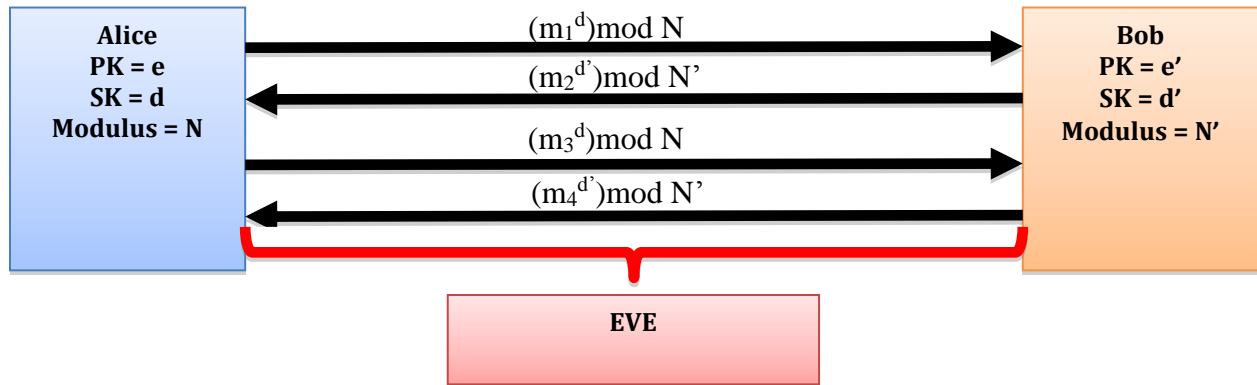 Alice
PK = e
SK = d
Modulus = N
(m₁ᵈ)mod N
(m₂ᵈ’)mod N’
(m₃ᵈ)mod N
(m₄ᵈ’)mod N’
Bob
PK = e’
SK = d’
Modulus = N’
EVE